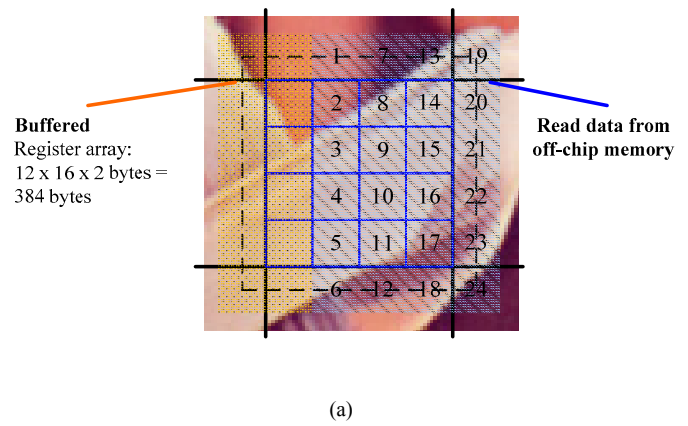 1 7 13 19
2 8 14 20
Buffered
Register array:
12 x 16 x 2 bytes =
384 bytes
Read data from
off-chip memory
3 9 15 21
4 10 16 22
5 11 17 23
6 12 18 24
(a)